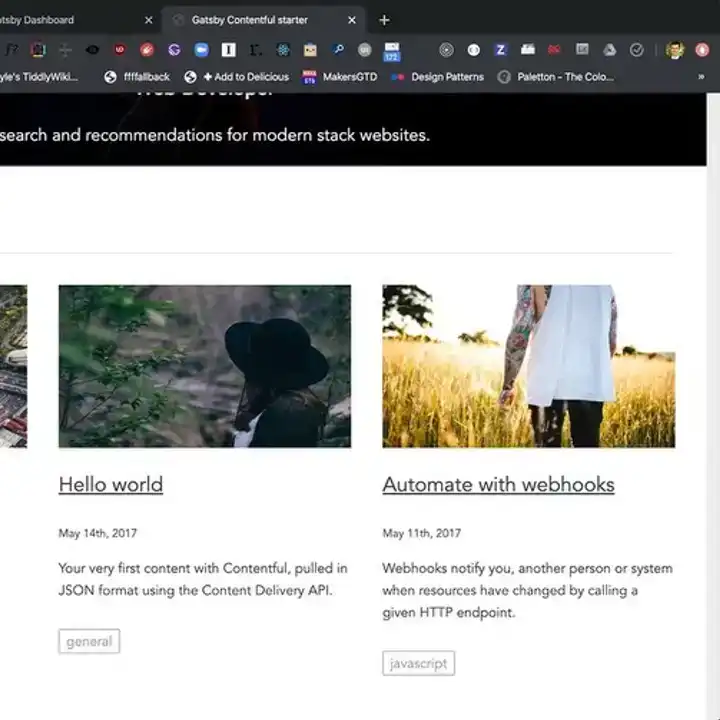 tsby Dashboard
Gatsby Contentful starter
f?
172
yle's TiddlyWiki...
ffffallback
+ Add to Delicious
MakersGTD
Design Patterns
Paletton - The Colo...
»
Web Developer
search and recommendations for modern stack websites.
Hello world
May 14th, 2017
Your very first content with Contentful, pulled in
JSON format using the Content Delivery API.
general
Automate with webhooks
May 11th, 2017
Webhooks notify you, another person or system
when resources have changed by calling a
given HTTP endpoint.
javascript